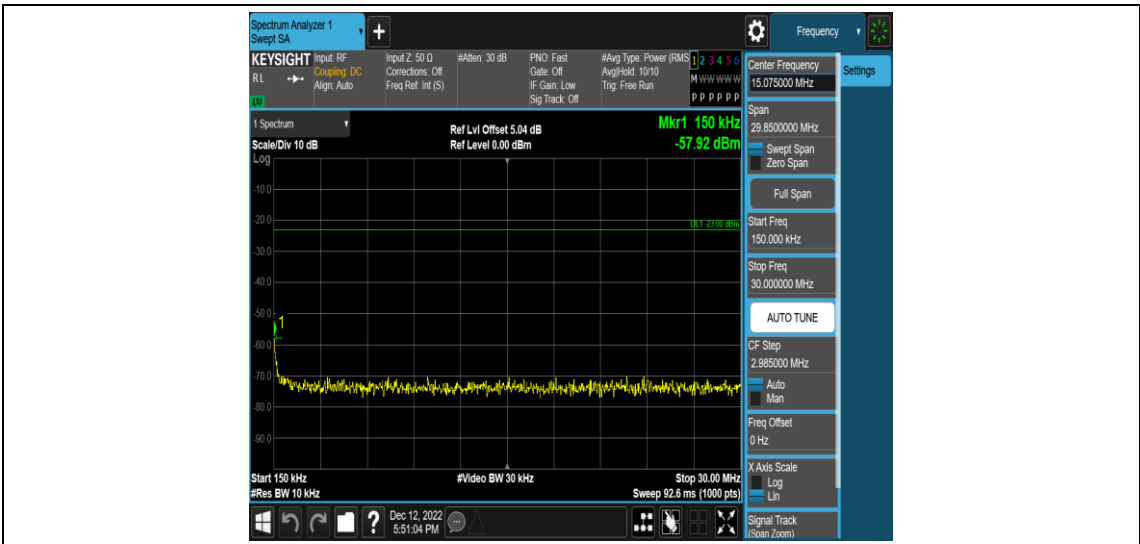 Spectrum Analyzer 1
Swept SA
+
Frequency
KEYSIGHT
RL
LXI
Input: RF
Coupling: DC
Align: Auto
Input Z: 50 Ω
Corrections: Off
Freq Ref: Int (S)
#Atten: 30 dB
PNO: Fast
Gate: Off
IF Gain: Low
Sig Track: Off
#Avg Type: Power (RMS
Avg|Hold: 10/10
Trig: Free Run
1 2 3 4 5 6
M W W W W W
P P P P P P
Center Frequency
15.075000 MHz
Settings
Span
29.8500000 MHz
Swept Span
Zero Span
Full Span
Start Freq
150.000 kHz
Stop Freq
30.000000 MHz
AUTO TUNE
CF Step
2.985000 MHz
Auto
Man
Freq Offset
0 Hz
X Axis Scale
Log
Lin
Signal Track
(Span Zoom)
1 Spectrum
Scale/Div 10 dB
Ref Lvl Offset 5.04 dB
Ref Level 0.00 dBm
Mkr1 150 kHz
-57.92 dBm
Log
-10.0
-20.0
DL1 -23.00 dBm
-30.0
-40.0
-50.0
1
-60.0
-70.0
-80.0
-90.0
Start 150 kHz
#Video BW 30 kHz
Stop 30.00 MHz
#Res BW 10 kHz
Sweep 92.6 ms (1000 pts)
?
Dec 12, 2022
5:51:04 PM